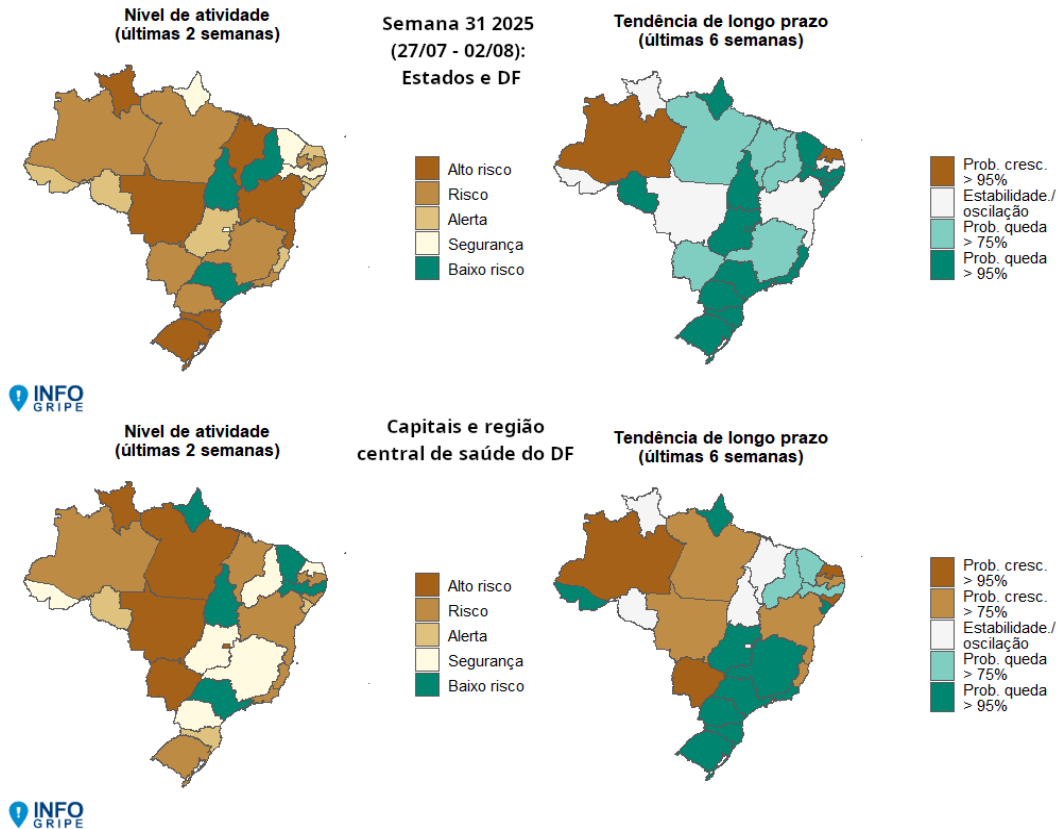 Nível de atividade
(últimas 2 semanas)
Semana 31 2025
(27/07 - 02/08):
Estados e DF
Tendência de longo prazo
(últimas 6 semanas)
Alto risco
Risco
Alerta
Segurança
Baixo risco
Prob. cresc.
> 95%
Estabilidade./
oscilação
Prob. queda
> 75%
Prob. queda
> 95%
INFO
GRIPE
Nível de atividade
(últimas 2 semanas)
Capitais e região
central de saúde do DF
Tendência de longo prazo
(últimas 6 semanas)
Alto risco
Risco
Alerta
Segurança
Baixo risco
Prob. cresc.
> 95%
Prob. cresc.
> 75%
Estabilidade./
oscilação
Prob. queda
> 75%
Prob. queda
> 95%
INFO
GRIPE